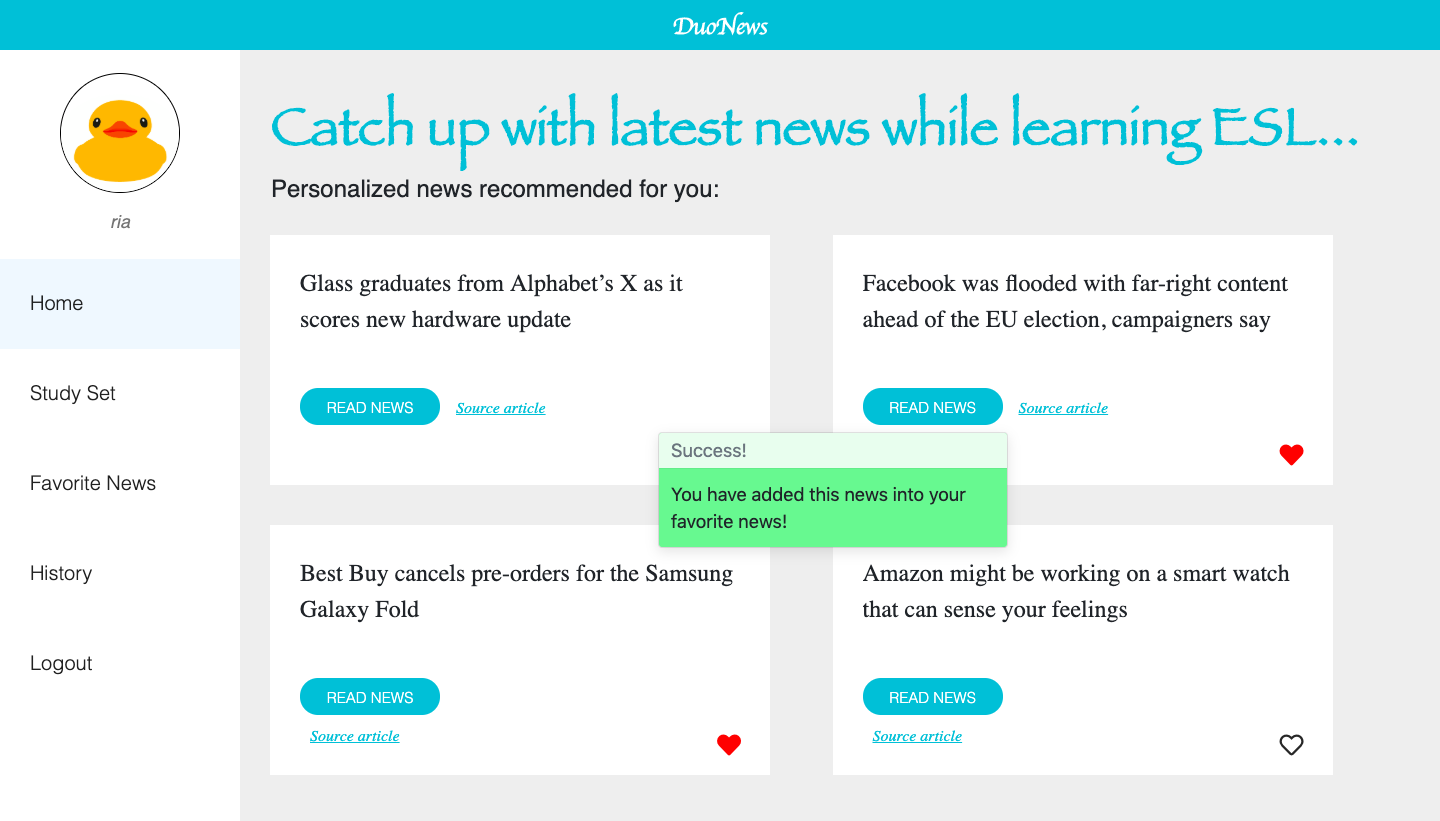 DuoNews
ria
Home
Study Set
Favorite News
History
Logout
Catch up with latest news while learning ESL...
Personalized news recommended for you:
Glass graduates from Alphabet’s X as it
scores new hardware update
READ NEWS
Source article
Facebook was flooded with far-right content
ahead of the EU election, campaigners say
READ NEWS
Source article
Success!
You have added this news into your
favorite news!
Best Buy cancels pre-orders for the Samsung
Galaxy Fold
READ NEWS
Source article
Amazon might be working on a smart watch
that can sense your feelings
READ NEWS
Source article